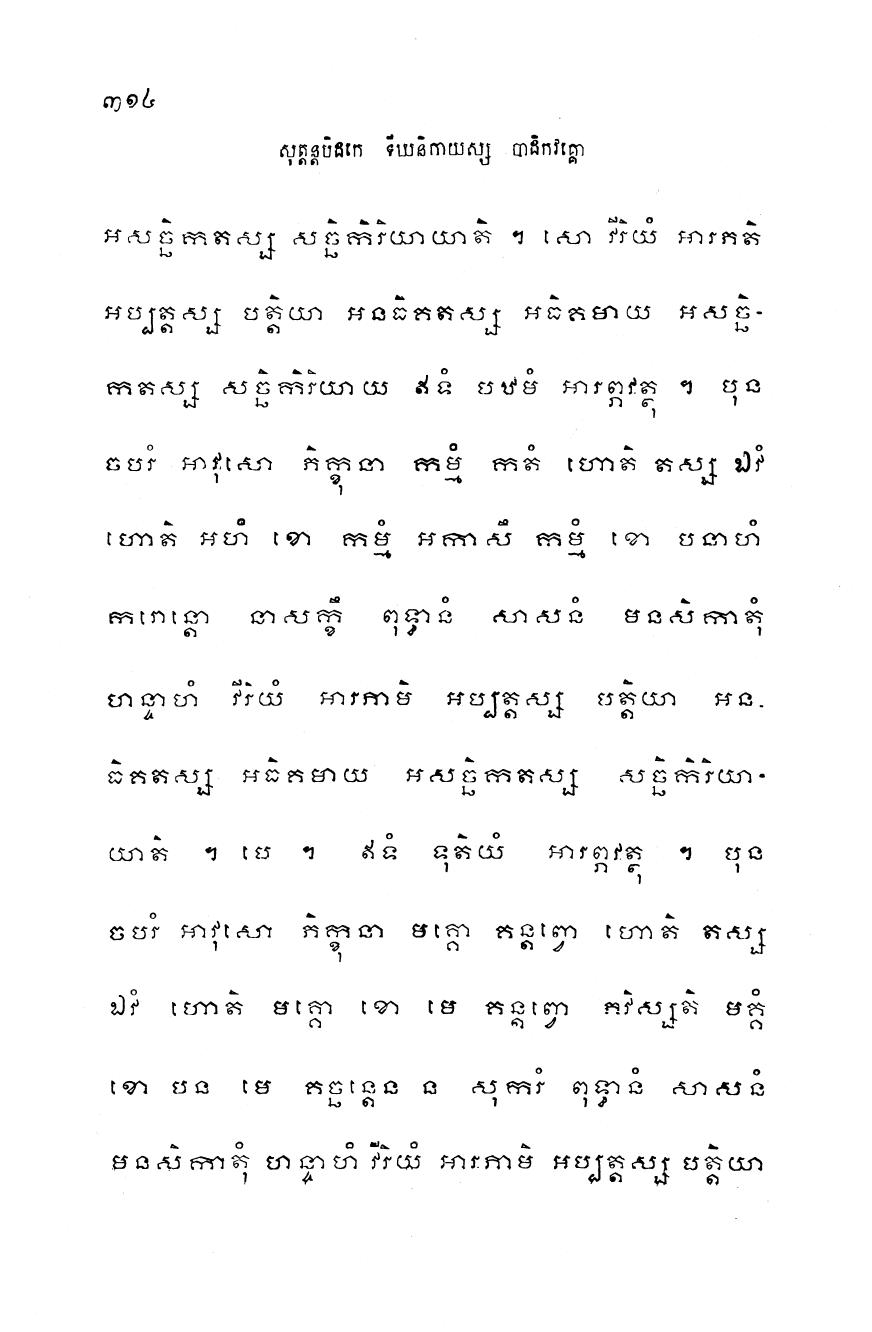 ៣១៤
សុត្តន្តបិដកេ ទីឃនិកាយស្ស បាដិកវគ្គោ
អសច្ឆិកតស្ស សច្ឆិកិរិយាយាតិ ។ សោ វីរិយំ អារភតិ
អប្បត្តស្ស បត្តិយា អនធិគតស្ស អធិគមាយ អសច្ឆិ-
កតស្ស សច្ឆិកិរិយាយ ឥទំ បឋមំ អារព្ភវត្ថុ ។ បុន
ចបរំ អាវុសោ ភិក្ខុនា កម្មំ កតំ ហោតិ តស្ស ឯវំ
ហោតិ អហំ ខោ កម្មំ អកាសឹ កម្មំ ខោ បនាហំ
ករោន្តោ នាសក្ខឹ ពុទ្ធានំ សាសនំ មនសិកាតុំ
ហន្ទាហំ វីរិយំ អារភាមិ អប្បត្តស្ស បត្តិយា អន-
ធិគតស្ស អធិគមាយ អសច្ឆិកតស្ស សច្ឆិកិរិយា-
យាតិ ។ បេ ។ ឥទំ ទុតិយំ អារព្ភវត្ថុ ។ បុន
ចបរំ អាវុសោ ភិក្ខុនា មគ្គោ គន្តព្វោ ហោតិ តស្ស
ឯវំ ហោតិ មគ្គោ ខោ មេ គន្តព្វោ ភវិស្សតិ មគ្គំ
ខោ បន មេ គច្ឆន្តេន ន សុករំ ពុទ្ធានំ សាសនំ
មនសិកាតុំ ហន្ទាហំ វីរិយំ អារភាមិ អប្បត្តស្ស បត្តិយា